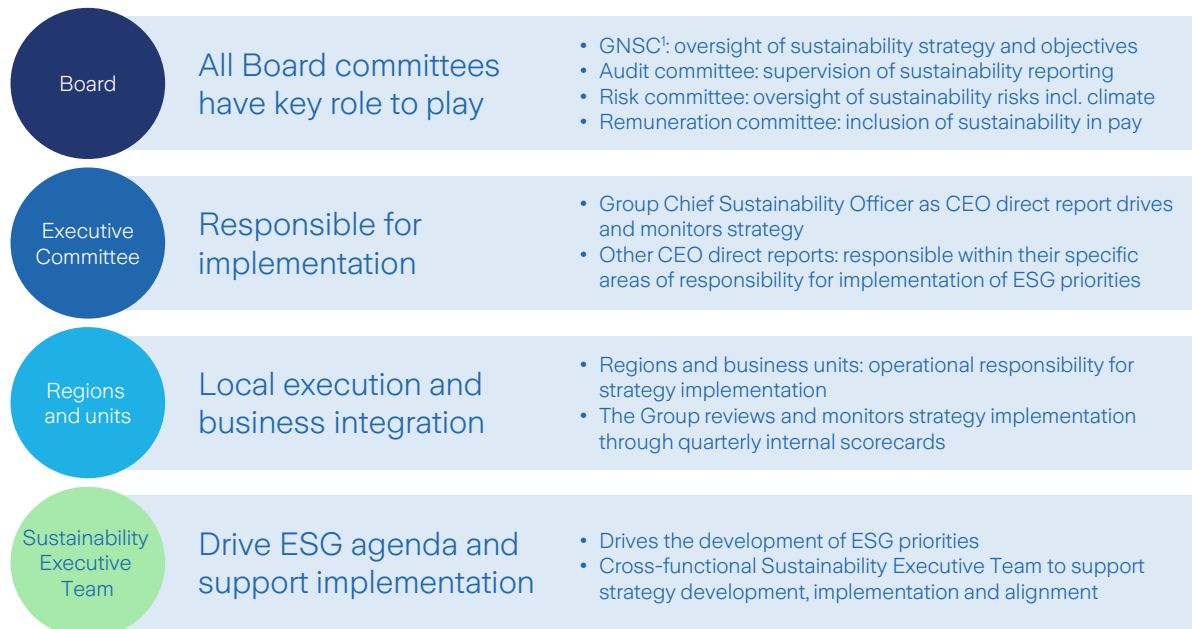 Board
All Board committees
have key role to play
• GNSC¹: oversight of sustainability strategy and objectives
• Audit committee: supervision of sustainability reporting
• Risk committee: oversight of sustainability risks incl. climate
• Remuneration committee: inclusion of sustainability in pay
Executive
Committee
Responsible for
implementation
• Group Chief Sustainability Officer as CEO direct report drives
and monitors strategy
• Other CEO direct reports: responsible within their specific
areas of responsibility for implementation of ESG priorities
Regions
and units
Local execution and
business integration
• Regions and business units: operational responsibility for
strategy implementation
• The Group reviews and monitors strategy implementation
through quarterly internal scorecards
Sustainability
Executive
Team
Drive ESG agenda and
support implementation
• Drives the development of ESG priorities
• Cross-functional Sustainability Executive Team to support
strategy development, implementation and alignment